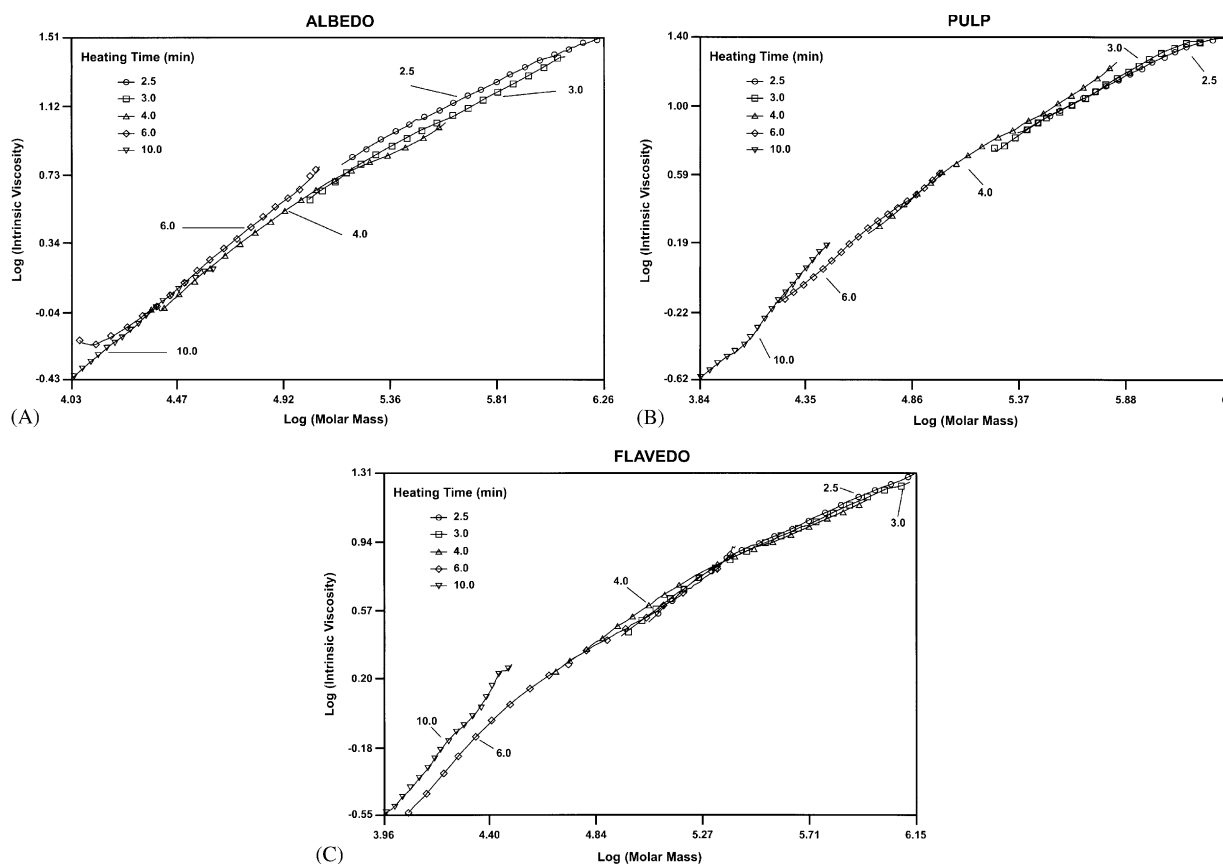 ALBEDO
1.51
1.12
0.73
0.34
-0.04
-0.43
Log (Intrinsic Viscosity)
Heating Time (min)
2.5
3.0
4.0
6.0
10.0
2.5
3.0
6.0
4.0
10.0
4.03 4.47 4.92 5.36 5.81 6.26
Log (Molar Mass)
(A)
PULP
1.40
1.00
0.59
0.19
-0.22
-0.62
Log (Intrinsic Viscosity)
Heating Time (min)
2.5
3.0
4.0
6.0
10.0
3.0
2.5
4.0
6.0
10.0
3.84 4.35 4.86 5.37 5.88
Log (Molar Mass)
(B)
FLAVEDO
1.31
0.94
0.57
0.20
-0.18
-0.55
Log (Intrinsic Viscosity)
Heating Time (min)
2.5
3.0
4.0
6.0
10.0
2.5
3.0
4.0
10.0
6.0
3.96 4.40 4.84 5.27 5.71 6.15
Log (Molar Mass)
(C)